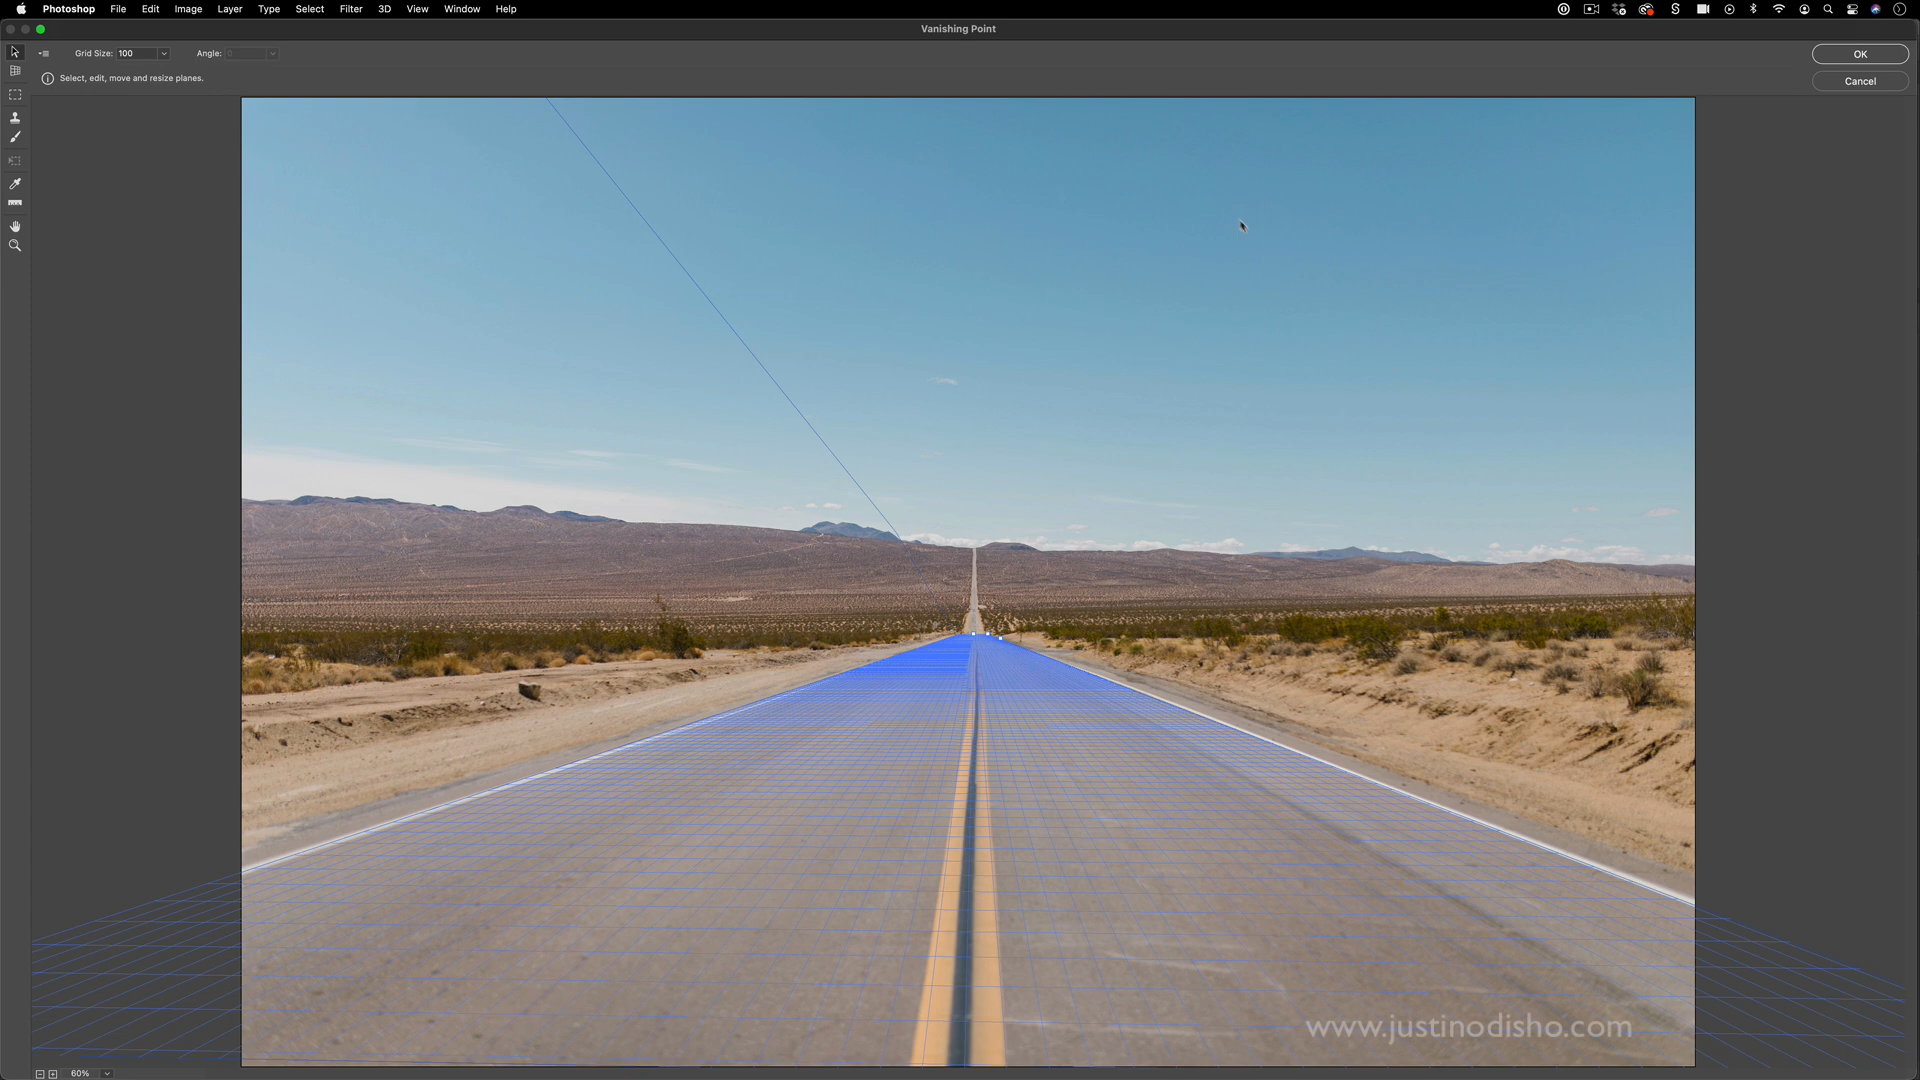 Photoshop File Edit Image Layer Type Select Filter 3D View Window Help
Vanishing Point
Grid Size: 100 Angle: 0
OK
Select, edit, move and resize planes.
Cancel
www.justinodisho.com
60%